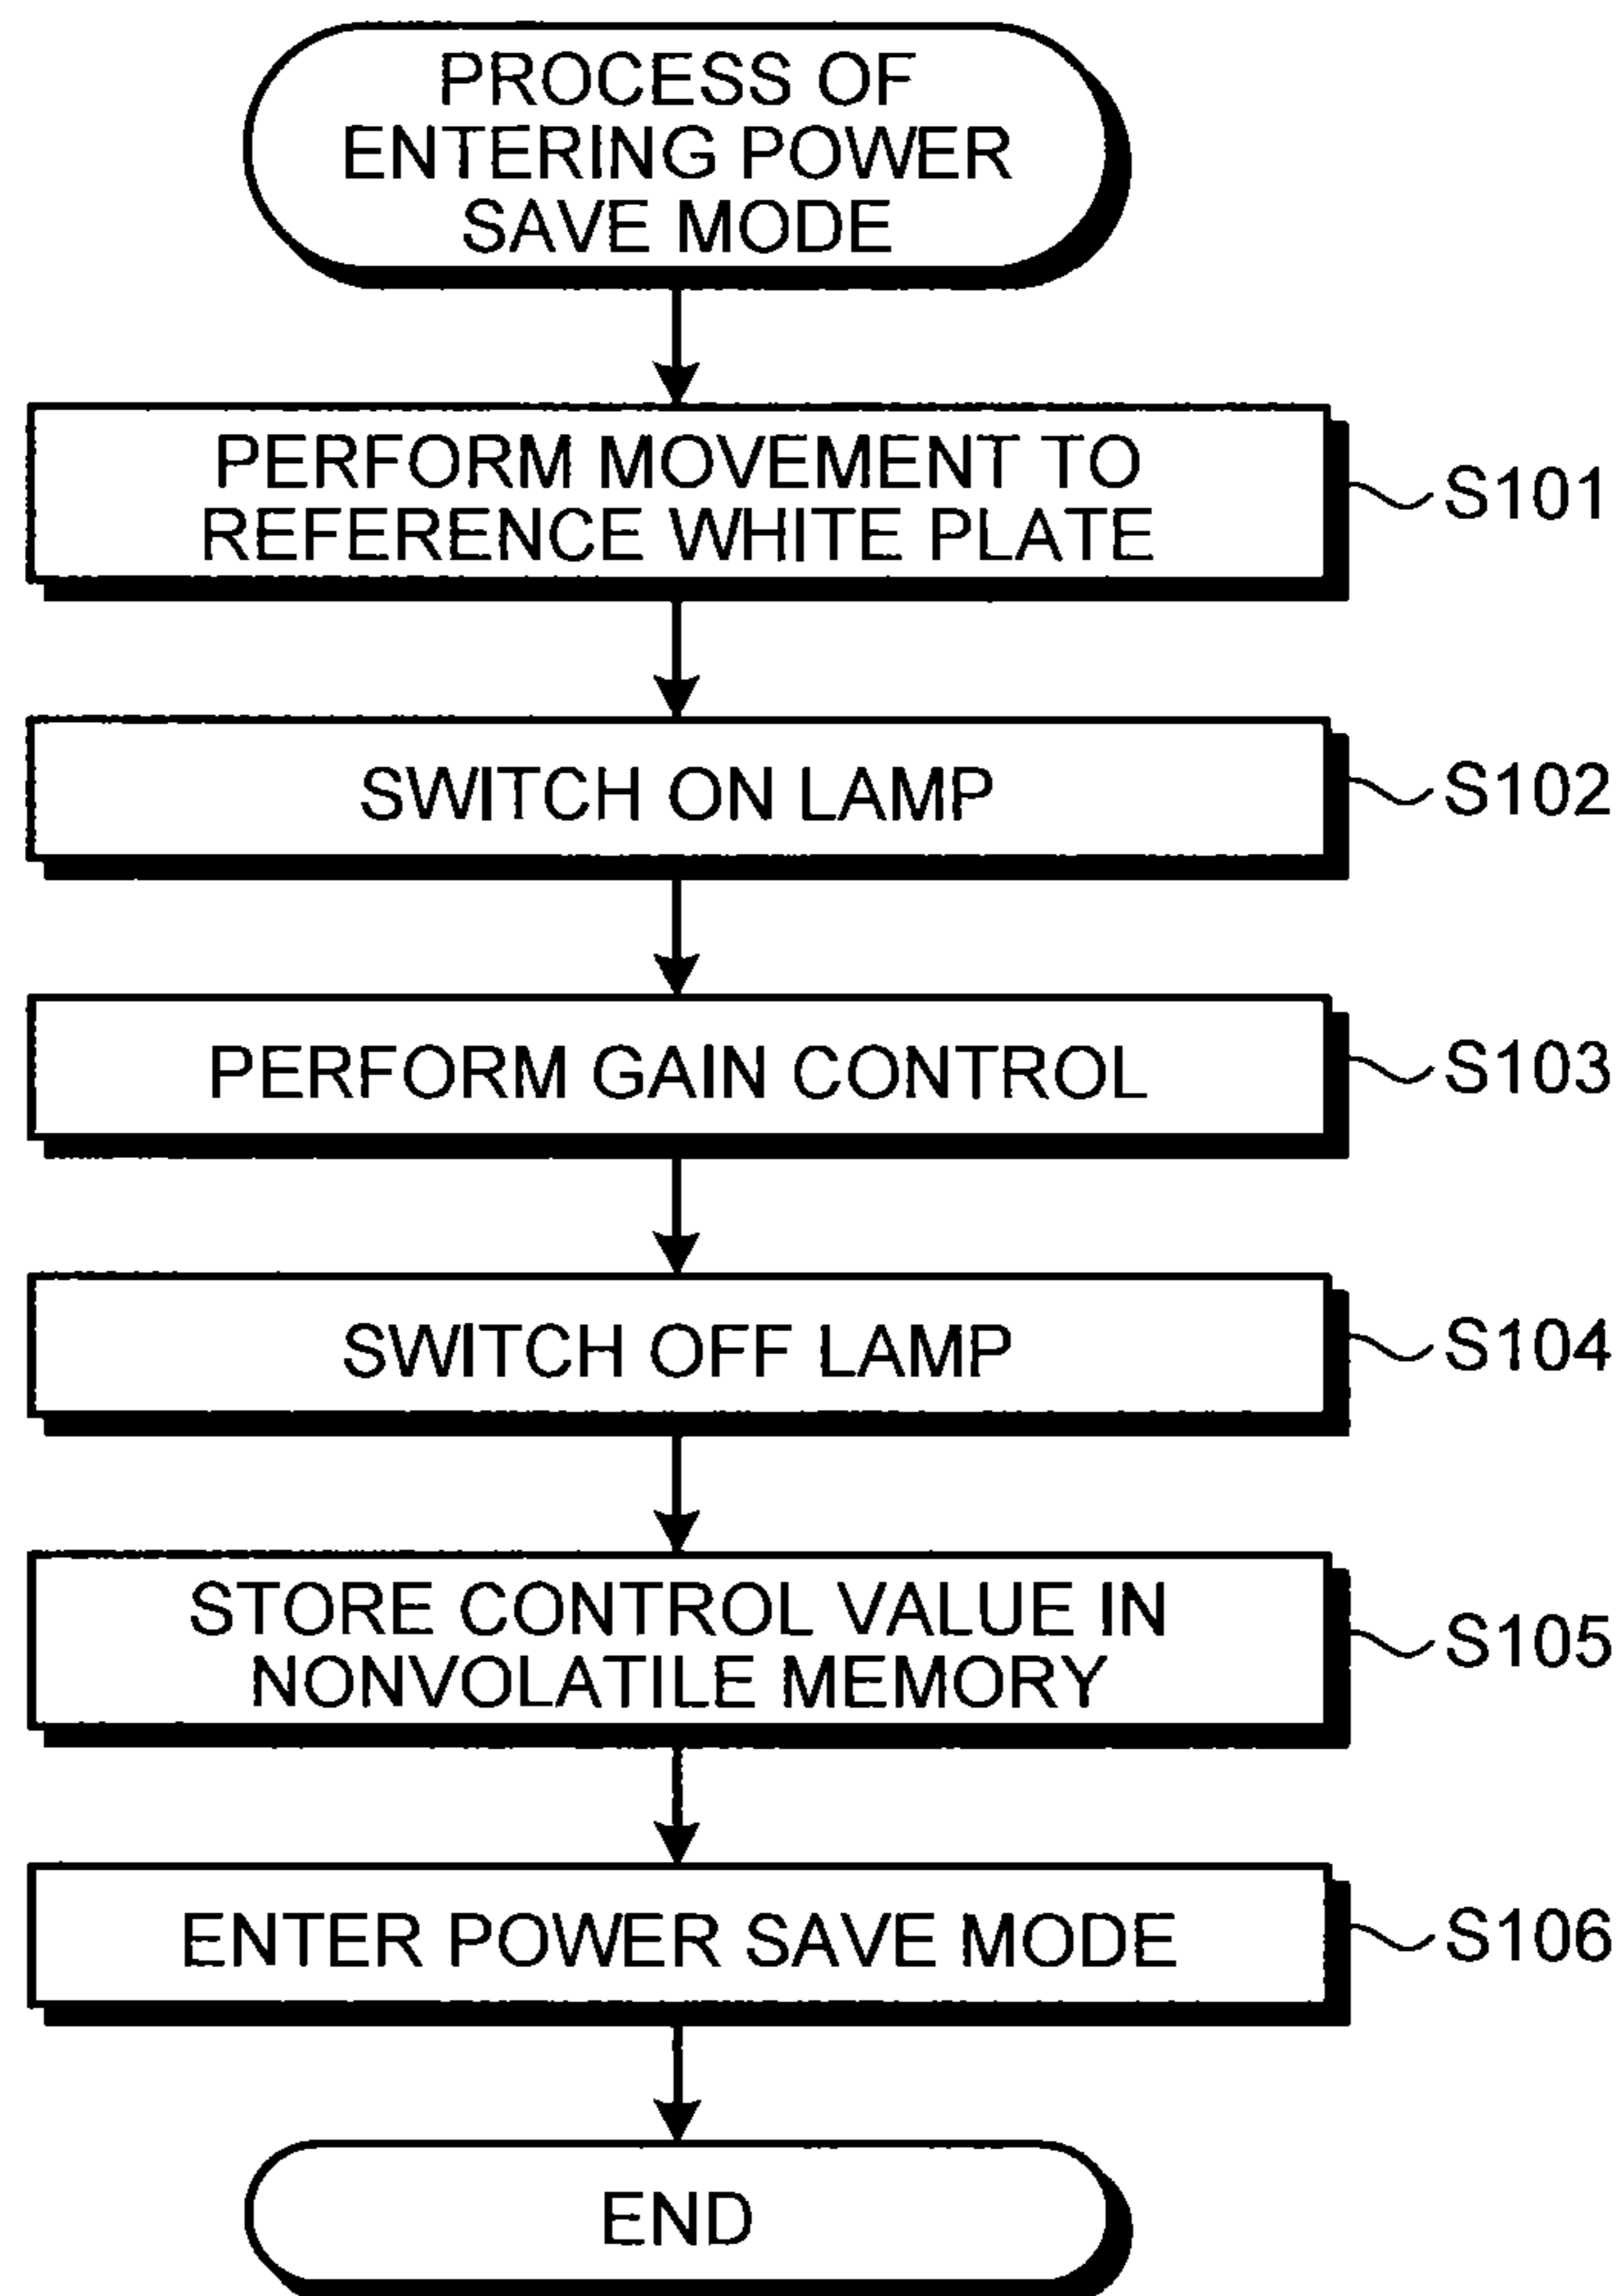 PROCESS OF
ENTERING POWER
SAVE MODE
PERFORM MOVEMENT TO
REFERENCE WHITE PLATE
S101
SWITCH ON LAMP
S102
PERFORM GAIN CONTROL
S103
SWITCH OFF LAMP
S104
STORE CONTROL VALUE IN
NONVOLATILE MEMORY
S105
ENTER POWER SAVE MODE
S106
END